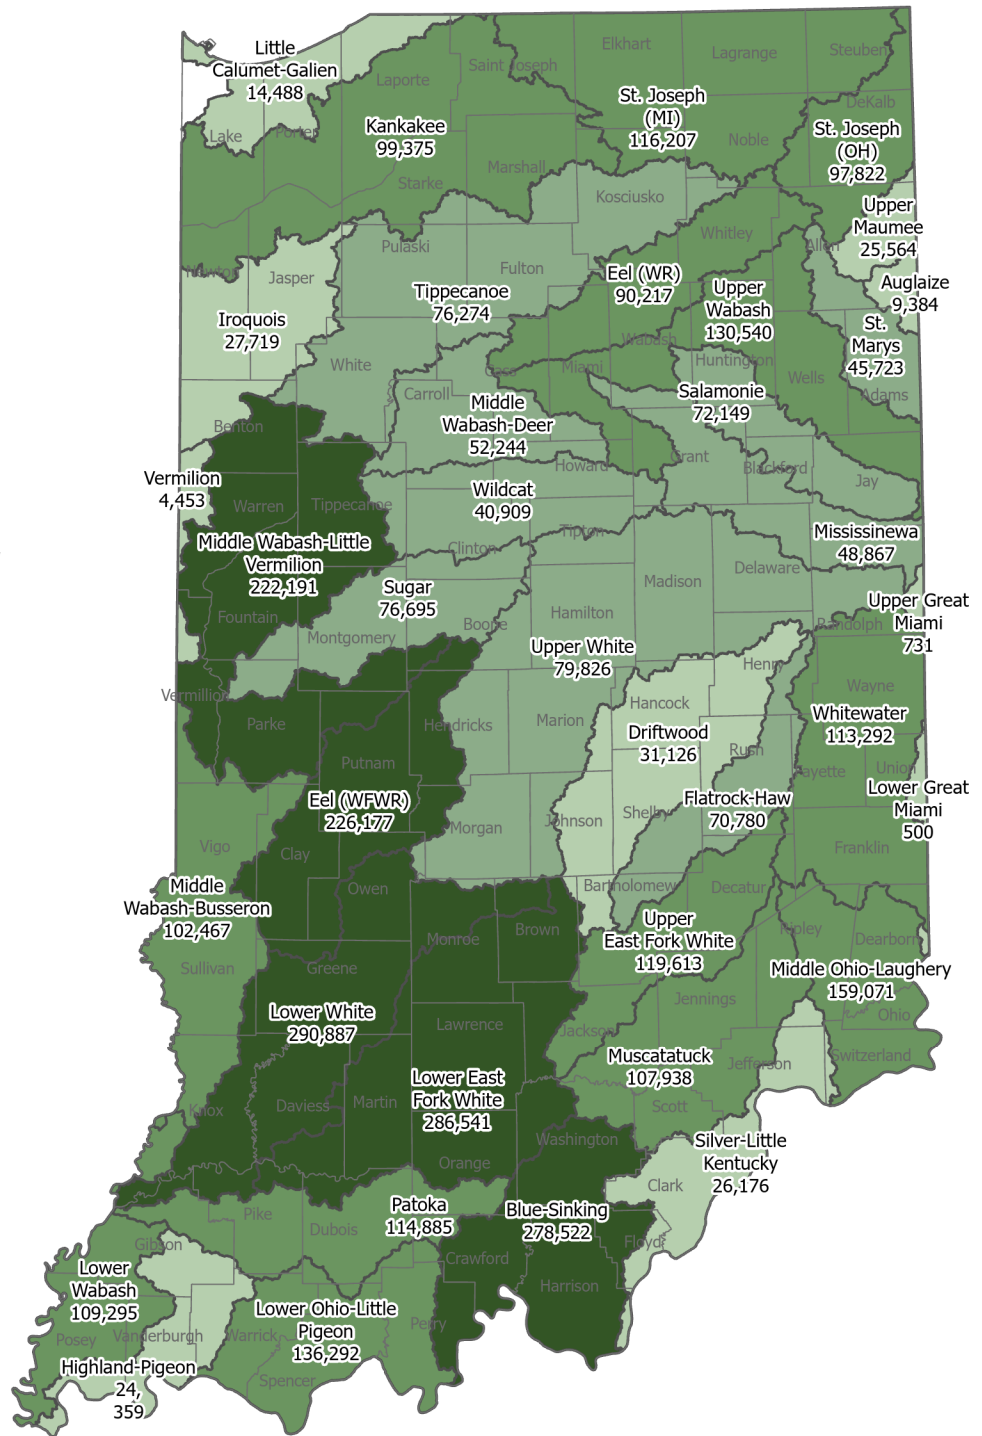 Little
Calumet-Galien
14,488
Lake
Porter
Laporte
Saint Joseph
Elkhart
Lagrange
Steuben
Kankakee
99,375
St. Joseph
(MI)
116,207
DeKalb
St. Joseph
(OH)
97,822
Noble
Marshall
Starke
Kosciusko
Upper
Maumee
25,564
Whitley
Allen
Pulaski
Newton
Jasper
Fulton
Eel (WR)
90,217
Upper
Wabash
130,540
Auglaize
9,384
Tippecanoe
76,274
Iroquois
27,719
St.
Marys
45,723
Wabash
White
Cass
Miami
Huntington
Wells
Adams
Carroll
Salamonie
72,149
Middle
Wabash-Deer
52,244
Benton
Howard
Grant
Blackford
Jay
Vermilion
4,453
Wildcat
40,909
Warren
Tippecanoe
Tipton
Mississinewa
48,867
Middle Wabash-Little
Vermilion
222,191
Clinton
Madison
Delaware
Sugar
76,695
Upper Great
Miami
731
Fountain
Montgomery
Boone
Hamilton
Randolph
Upper White
79,826
Henry
Vermillion
Parke
Hendricks
Marion
Hancock
Wayne
Whitewater
113,292
Driftwood
31,126
Rush
Putnam
Fayette
Union
Lower Great
Miami
500
Eel (WFWR)
226,177
Flatrock-Haw
70,780
Morgan
Johnson
Shelby
Vigo
Clay
Franklin
Middle
Wabash-Busseron
102,467
Owen
Bartholomew
Decatur
Upper
East Fork White
119,613
Monroe
Brown
Ripley
Dearborn
Sullivan
Greene
Middle Ohio-Laughery
159,071
Jennings
Ohio
Lower White
290,887
Lawrence
Jackson
Muscatatuck
107,938
Jefferson
Switzerland
Lower East
Fork White
286,541
Knox
Daviess
Martin
Scott
Washington
Silver-Little
Kentucky
26,176
Orange
Clark
Pike
Dubois
Patoka
114,885
Blue-Sinking
278,522
Gibson
Crawford
Floyd
Lower
Wabash
109,295
Harrison
Lower Ohio-Little
Pigeon
136,292
Posey
Vanderburgh
Warrick
Perry
Highland-Pigeon
24,
359
Spencer